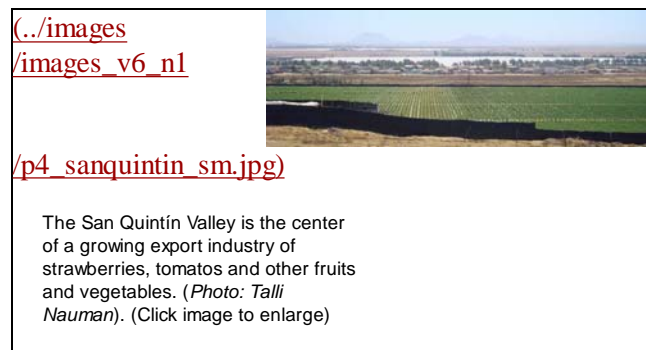 (../images
/images_v6_n1
/p4_sanquintin_sm.jpg)
The San Quintín Valley is the center
of a growing export industry of
strawberries, tomatos and other fruits
and vegetables. (Photo: Talli
Nauman). (Click image to enlarge)